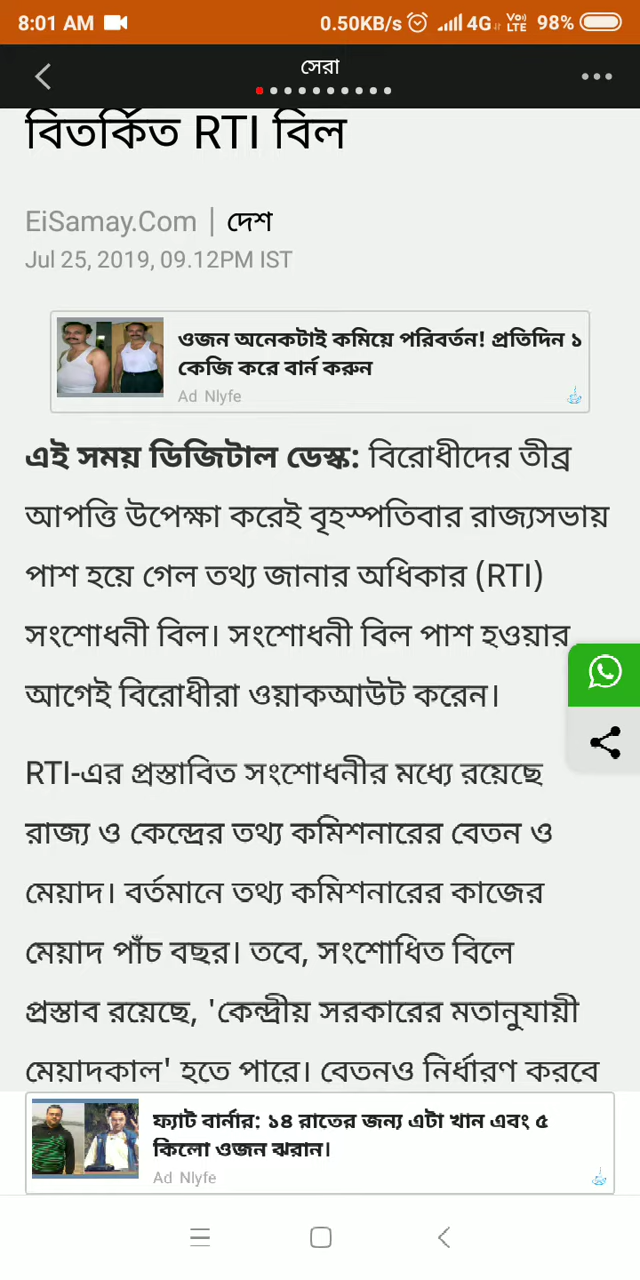 8:01 AM 0.50KB/s 4G VoLTE 98%
সেরা
বিতর্কিত RTI বিল
EiSamay.Com | দেশ
Jul 25, 2019, 09.12PM IST
ওজন অনেকটাই কমিয়ে পরিবর্তন! প্রতিদিন ১
কেজি করে বার্ন করুন
Ad Nlyfe
এই সময় ডিজিটাল ডেস্ক: বিরোধীদের তীব্র
আপত্তি উপেক্ষা করেই বৃহস্পতিবার রাজ্যসভায়
পাশ হয়ে গেল তথ্য জানার অধিকার (RTI)
সংশোধনী বিল। সংশোধনী বিল পাশ হওয়ার
আগেই বিরোধীরা ওয়াকআউট করেন।
RTI-এর প্রস্তাবিত সংশোধনীর মধ্যে রয়েছে
রাজ্য ও কেন্দ্রের তথ্য কমিশনারের বেতন ও
মেয়াদ। বর্তমানে তথ্য কমিশনারের কাজের
মেয়াদ পাঁচ বছর। তবে, সংশোধিত বিলে
প্রস্তাব রয়েছে, 'কেন্দ্রীয় সরকারের মতানুযায়ী
মেয়াদকাল' হতে পারে। বেতনও নির্ধারণ করবে
ফ্যাট বার্নার: ১৪ রাতের জন্য এটা খান এবং ৫
কিলো ওজন ঝরান।
Ad Nlyfe